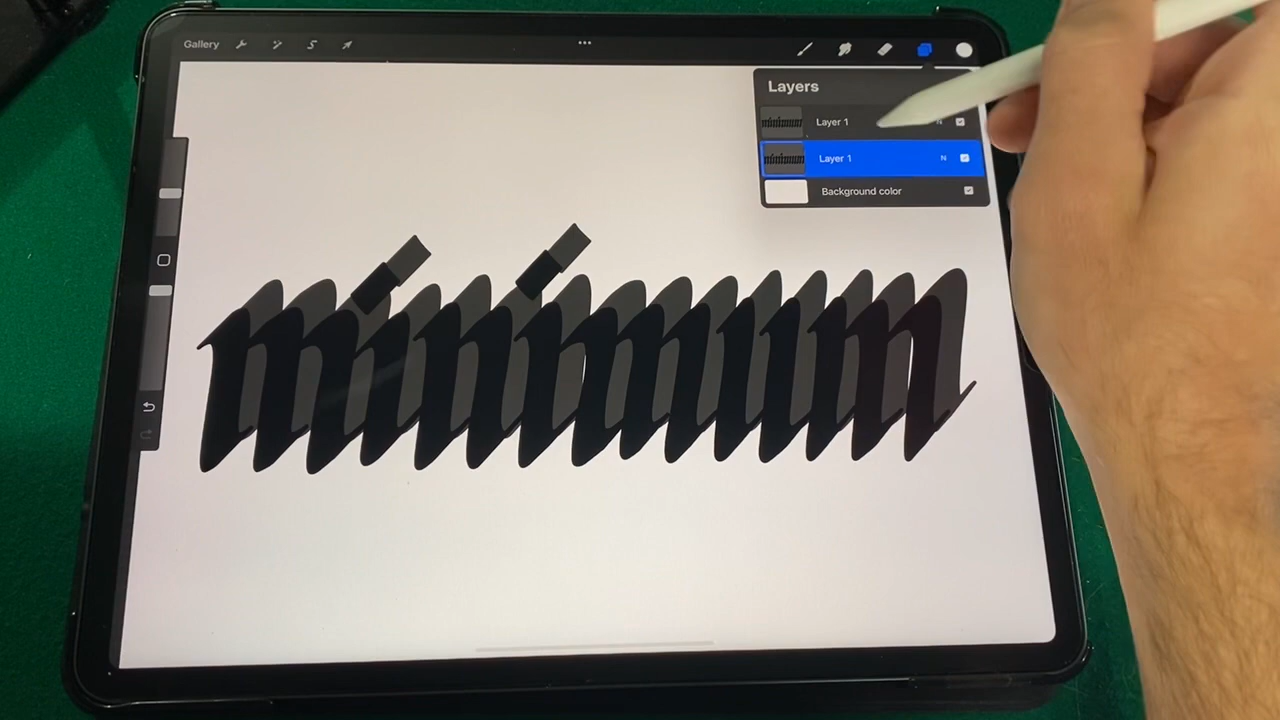 Gallery
Layers
Layer 1 N
Layer 1 N
Background color
minimum